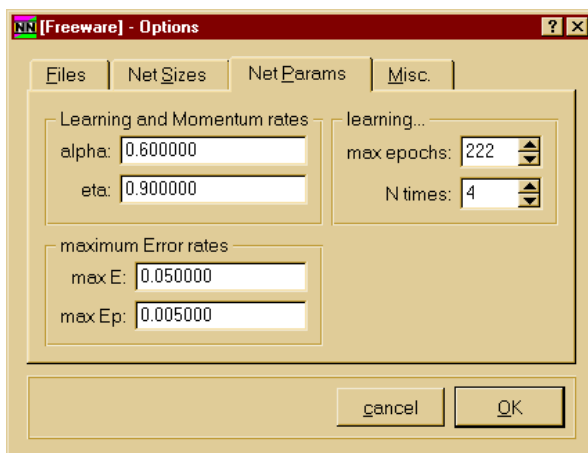 NN [Freeware] - Options ? X
Files Net Sizes Net Params Misc.
Learning and Momentum rates
alpha: 0.600000
eta: 0.900000
learning...
max epochs: 222
N times: 4
maximum Error rates
max E: 0.050000
max Ep: 0.005000
cancel OK